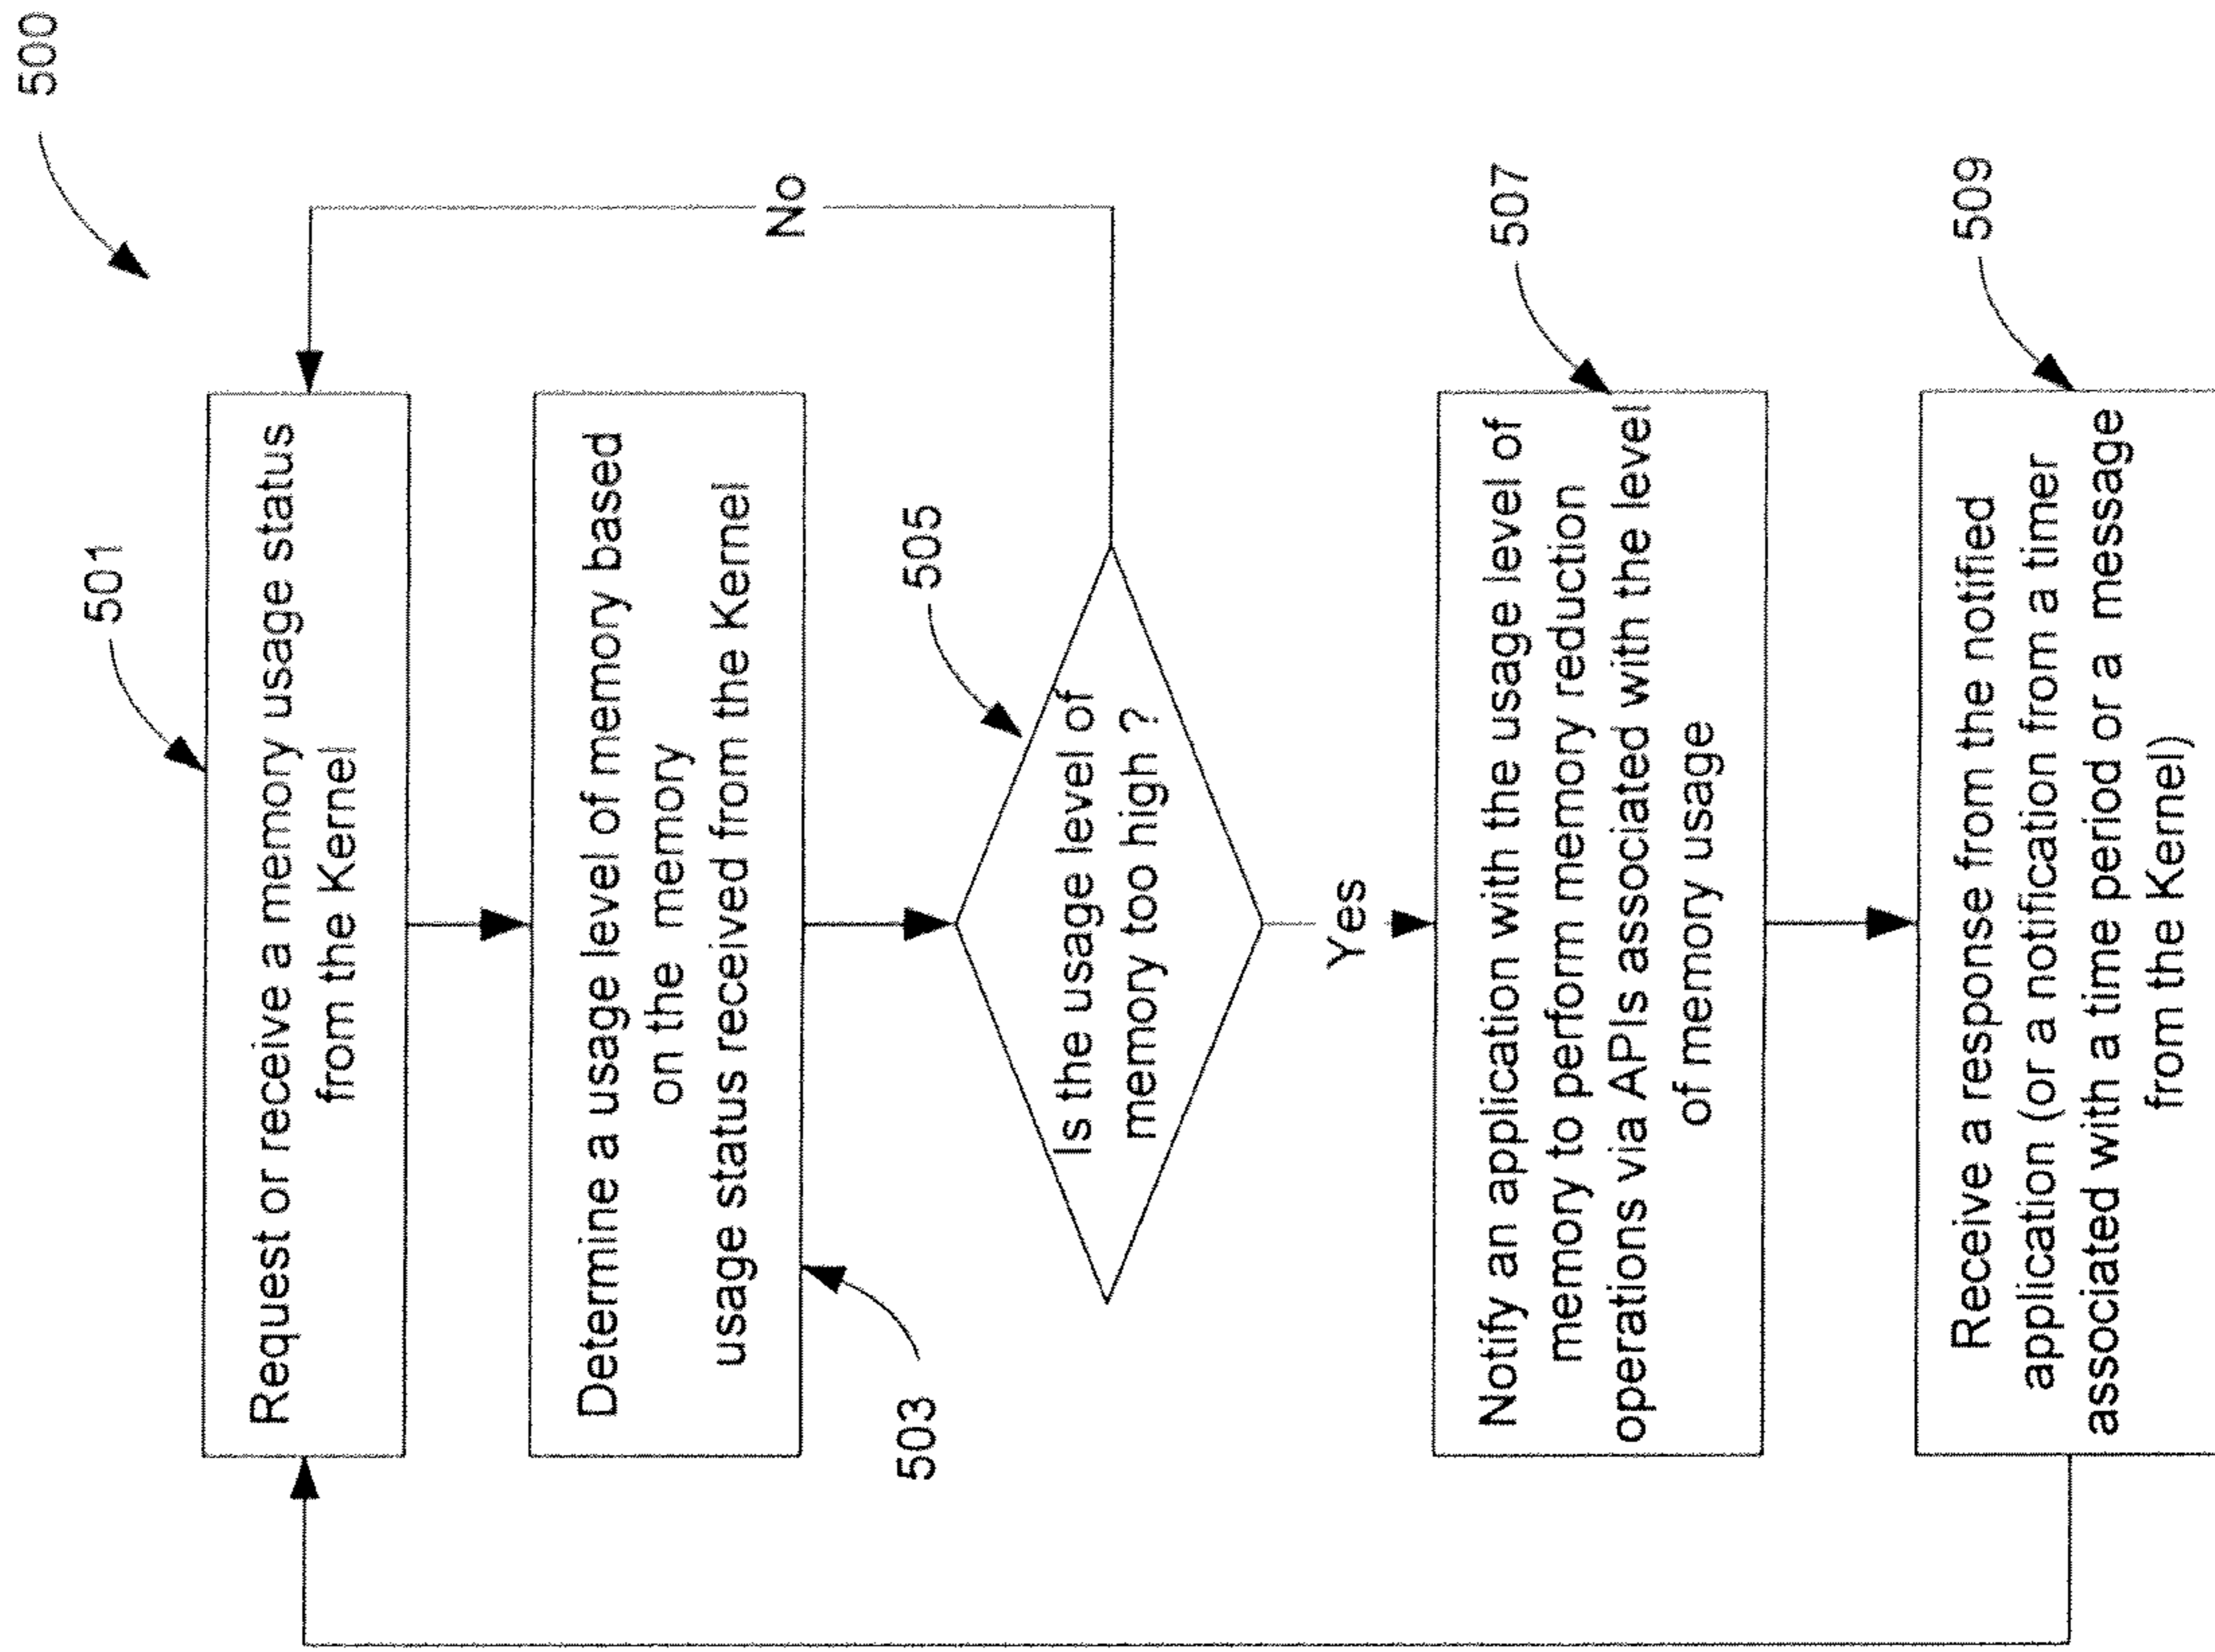 500
501
Request or receive a memory usage status
from the Kernel
Determine a usage level of memory based
on the memory
usage status received from the Kernel
503
505
Is the usage level of
memory too high ?
No
Yes
507
Notify an application with the usage level of
memory to perform memory reduction
operations via APIs associated with the level
of memory usage
509
Receive a response from the notified
application (or a notification from a timer
associated with a time period or a message
from the Kernel)